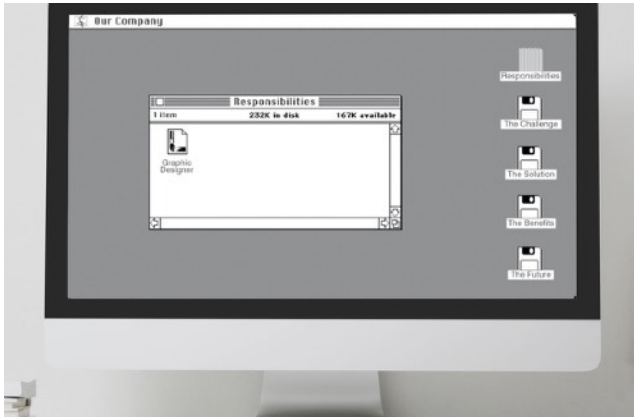 Our Company
Responsibilities
1 item 232K in disk 167K available
Graphic
Designer
Responsibilities
The Challenge
The Solution
The Benefits
The Future